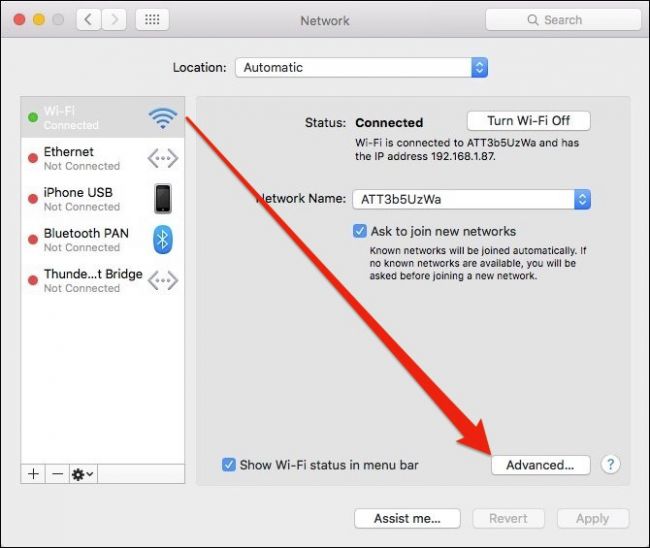 Network
Search
Location: Automatic
Wi-Fi
Connected
Ethernet
Not Connected
iPhone USB
Not Connected
Bluetooth PAN
Not Connected
Thunde...t Bridge
Not Connected
Status: Connected
Turn Wi-Fi Off
Wi-Fi is connected to ATT3b5UzWa and has
the IP address 192.168.1.87.
Network Name: ATT3b5UzWa
Ask to join new networks
Known networks will be joined automatically. If
no known networks are available, you will be
asked before joining a new network.
Show Wi-Fi status in menu bar
Advanced...
?
Assist me...
Revert
Apply